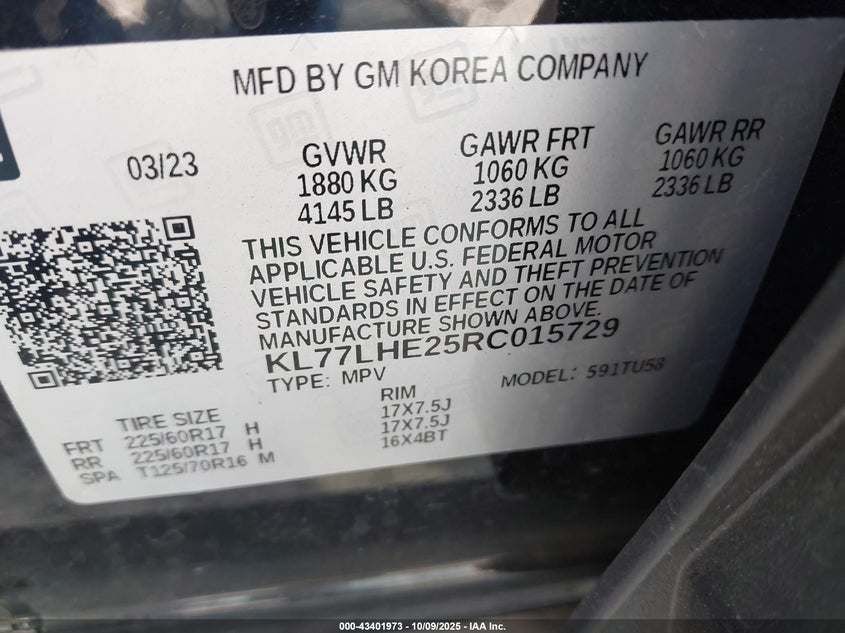 MFD BY GM KOREA COMPANY
03/23
GVWR
1880 KG
4145 LB
GAWR FRT
1060 KG
2336 LB
GAWR RR
1060 KG
2336 LB
THIS VEHICLE CONFORMS TO ALL
APPLICABLE U.S. FEDERAL MOTOR
VEHICLE SAFETY AND THEFT PREVENTION
STANDARDS IN EFFECT ON THE DATE OF
MANUFACTURE SHOWN ABOVE.
KL77LHE25RC015729
TYPE: MPV
MODEL: 591TU58
TIRE SIZE
RIM
FRT 225/60R17 H 17X7.5J
RR 225/60R17 H 17X7.5J
SPA T125/70R16 M 16X4BT
gm
000-43401973 - 10/09/2025 - IAA Inc.